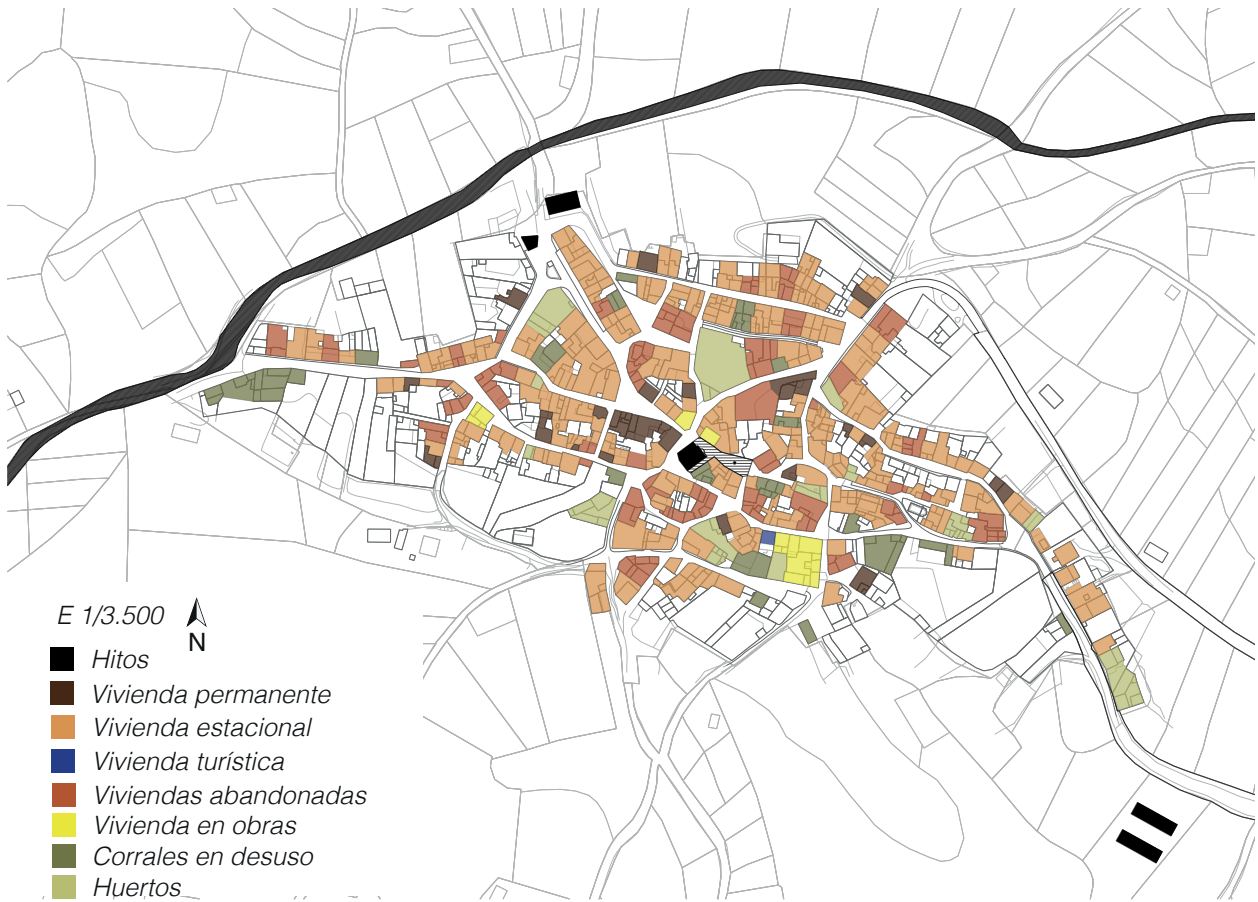 E 1/3.500
N
Hitos
Vivienda permanente
Vivienda estacional
Vivienda turística
Viviendas abandonadas
Vivienda en obras
Corrales en desuso
Huertos